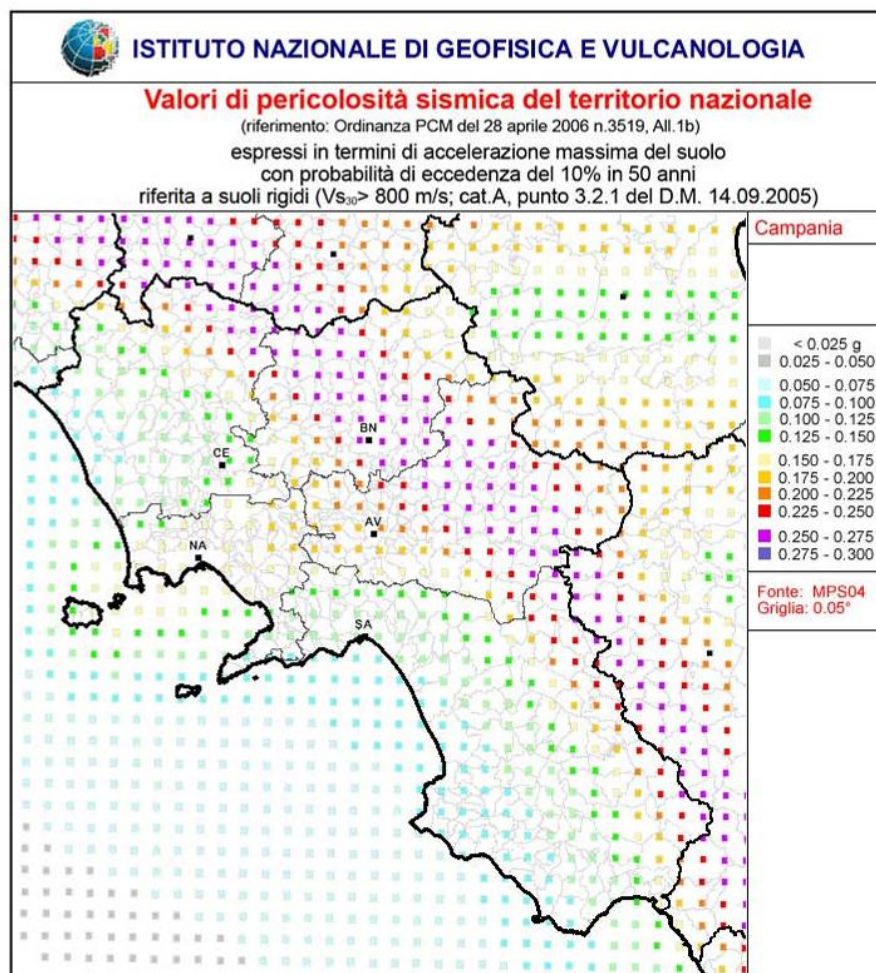 ISTITUTO NAZIONALE DI GEOFISICA E VULCANOLOGIA
Valori di pericolosità sismica del territorio nazionale
(riferimento: Ordinanza PCM del 28 aprile 2006 n.3519, All.1b)
espressi in termini di accelerazione massima del suolo
con probabilità di eccedenza del 10% in 50 anni
riferita a suoli rigidi (Vs₃₀> 800 m/s; cat.A, punto 3.2.1 del D.M. 14.09.2005)
Campania
< 0.025 g
0.025 - 0.050
0.050 - 0.075
0.075 - 0.100
0.100 - 0.125
0.125 - 0.150
0.150 - 0.175
0.175 - 0.200
0.200 - 0.225
0.225 - 0.250
0.250 - 0.275
0.275 - 0.300
Fonte: MPS04
Griglia: 0.05°
BN
CE
AV
NA
SA